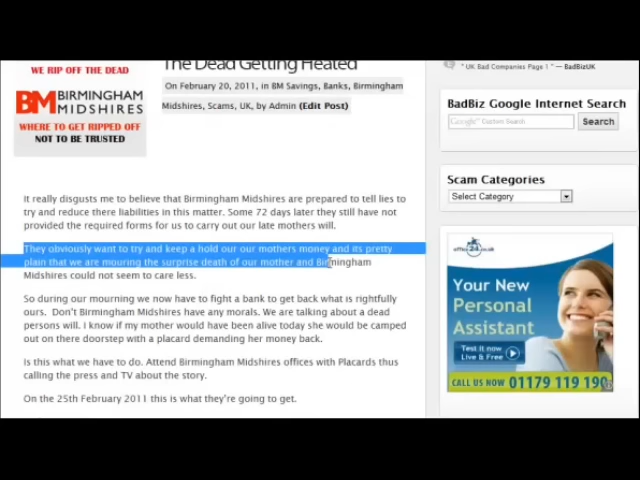 WE RIP OFF THE DEAD
BM BIRMINGHAM
MIDSHIRES
WHERE TO GET RIPPED OFF
NOT TO BE TRUSTED
The Dead Getting Heated
On February 20, 2011, in BM Savings, Banks, Birmingham
Midshires, Scams, UK, by Admin (Edit Post)
It really disgusts me to believe that Birmingham Midshires are prepared to tell lies to
try and reduce there liabilities in this matter. Some 72 days later they still have not
provided the required forms for us to carry out our late mothers will.
They obviously want to try and keep a hold our our mothers money and its pretty
plain that we are mouring the surprise death of our mother and Birmingham
Midshires could not seem to care less.
So during our mourning we now have to fight a bank to get back what is rightfully
ours. Don't Birmingham Midshires have any morals. We are talking about a dead
persons will. I know if my mother would have been alive today she would be camped
out on there doorstep with a placard demanding her money back.
Is this what we have to do. Attend Birmingham Midshires offices with Placards thus
calling the press and TV about the story.
On the 25th February 2011 this is what they're going to get.
" UK Bad Companies Page 1 " — BadBizUK
BadBiz Google Internet Search
Google™ Custom Search
Search
Scam Categories
Select Category
office24.co.uk
Your New
Personal
Assistant
Test it now
Live & Free
CALL US NOW 01179 119 190